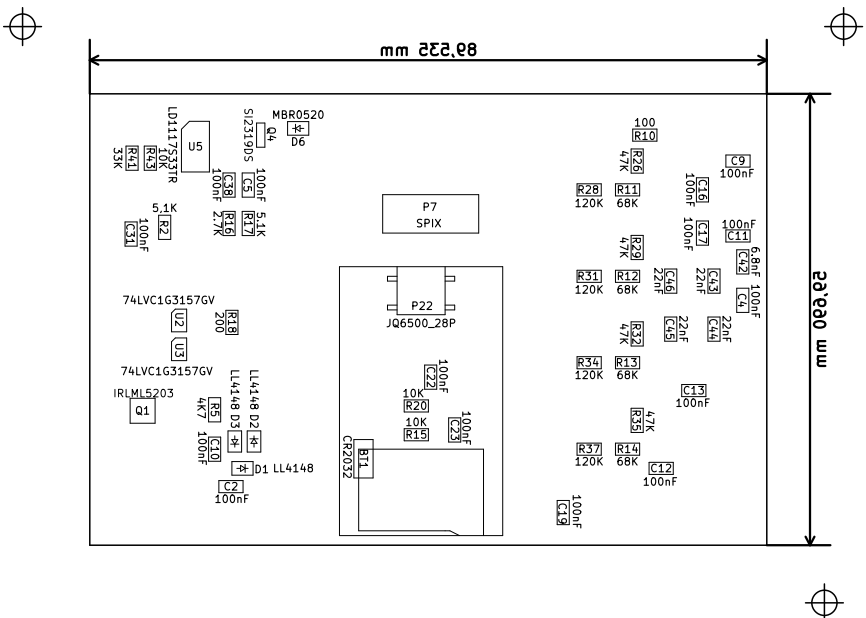 89,535 mm
59,690 mm
LD1117S33TR
U5
SI2319DS
Q4
MBR0520
D6
33K
R41
R43
10K
100nF
C38
C5
100nF
5,1K
R2
C31
100nF
2.7K
R16
R17
5.1K
P7
SPIX
100
R10
47K
R26
C9
100nF
R28
R11
120K
68K
100nF
C16
100nF
C17
100nF
C11
47K
R29
6.8nF
C42
R31
R12
120K
68K
22nF
C46
22nF
C43
C4
100nF
P22
JQ6500_28P
74LVC1G3157GV
U2
200
R18
U3
74LVC1G3157GV
47K
R32
C45
22nF
C44
22nF
R34
R13
120K
68K
C22
100nF
IRLML5203
Q1
4K7
R5
LL4148 D3
LL4148 D2
10K
R20
10K
R15
C23
100nF
C13
100nF
R35
47K
100nF
C10
CR2032
BT1
R37
R14
120K
68K
D1 LL4148
C12
100nF
C2
100nF
C19
100nF